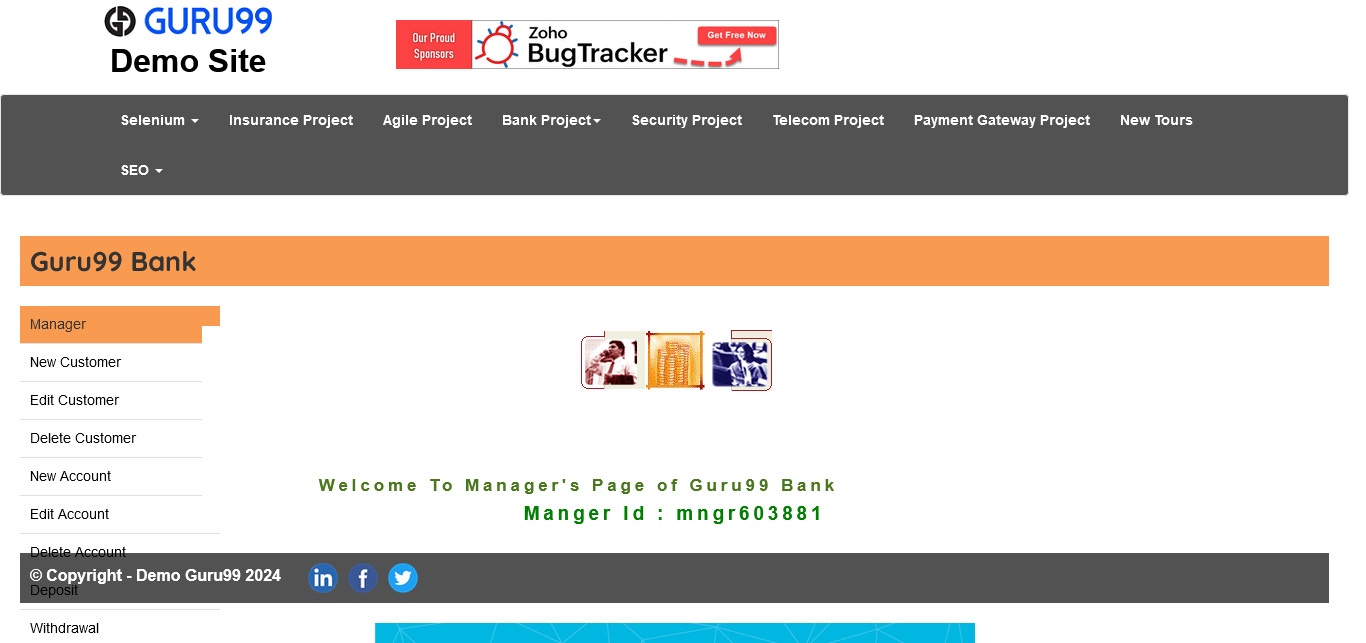 GURU99
Demo Site
Our Proud
Sponsors
Zoho
BugTracker
Get Free Now
Selenium
Insurance Project
Agile Project
Bank Project
Security Project
Telecom Project
Payment Gateway Project
New Tours
SEO
Guru99 Bank
Manager
New Customer
Edit Customer
Delete Customer
New Account
Edit Account
Delete Account
Deposit
Withdrawal
Welcome To Manager's Page of Guru99 Bank
Manger Id : mngr603881
© Copyright - Demo Guru99 2024
in
f